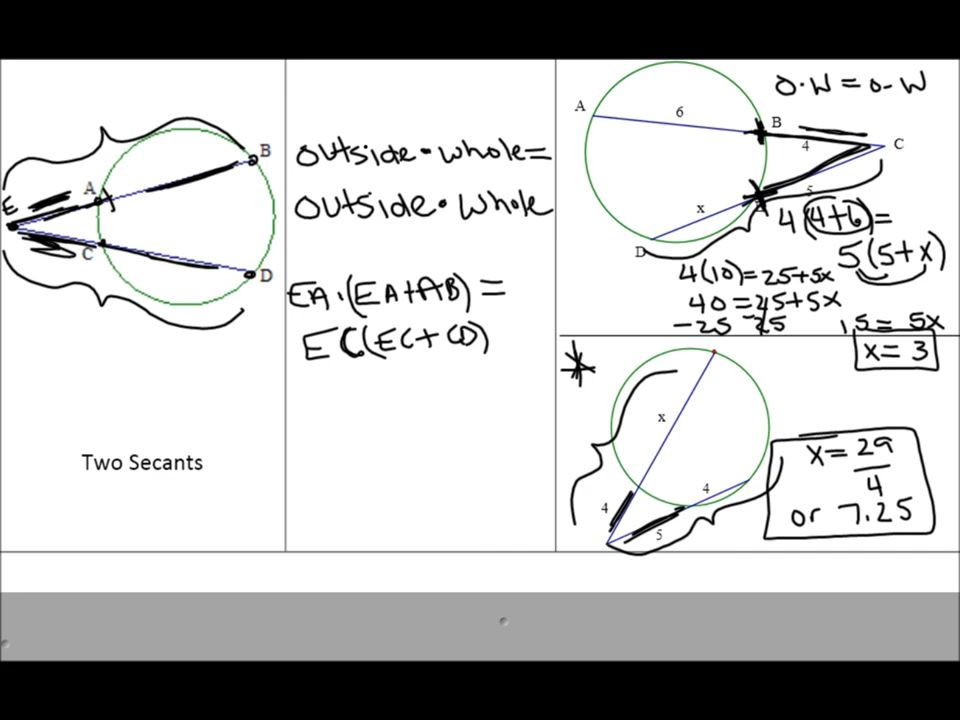 E
A
B
C
D
Two Secants
outside • whole =
outside • whole
EA • (EA + AB) =
EC(EC + CD)
O • W = O • W
A
6
B
4
C
5
x
D
4(4+6) =
5(5+x)
4(10) = 25+5x
40 = 25+5x
-25 -25
15 = 5x
x = 3
x
4
4
5
x = 29/4
or 7.25